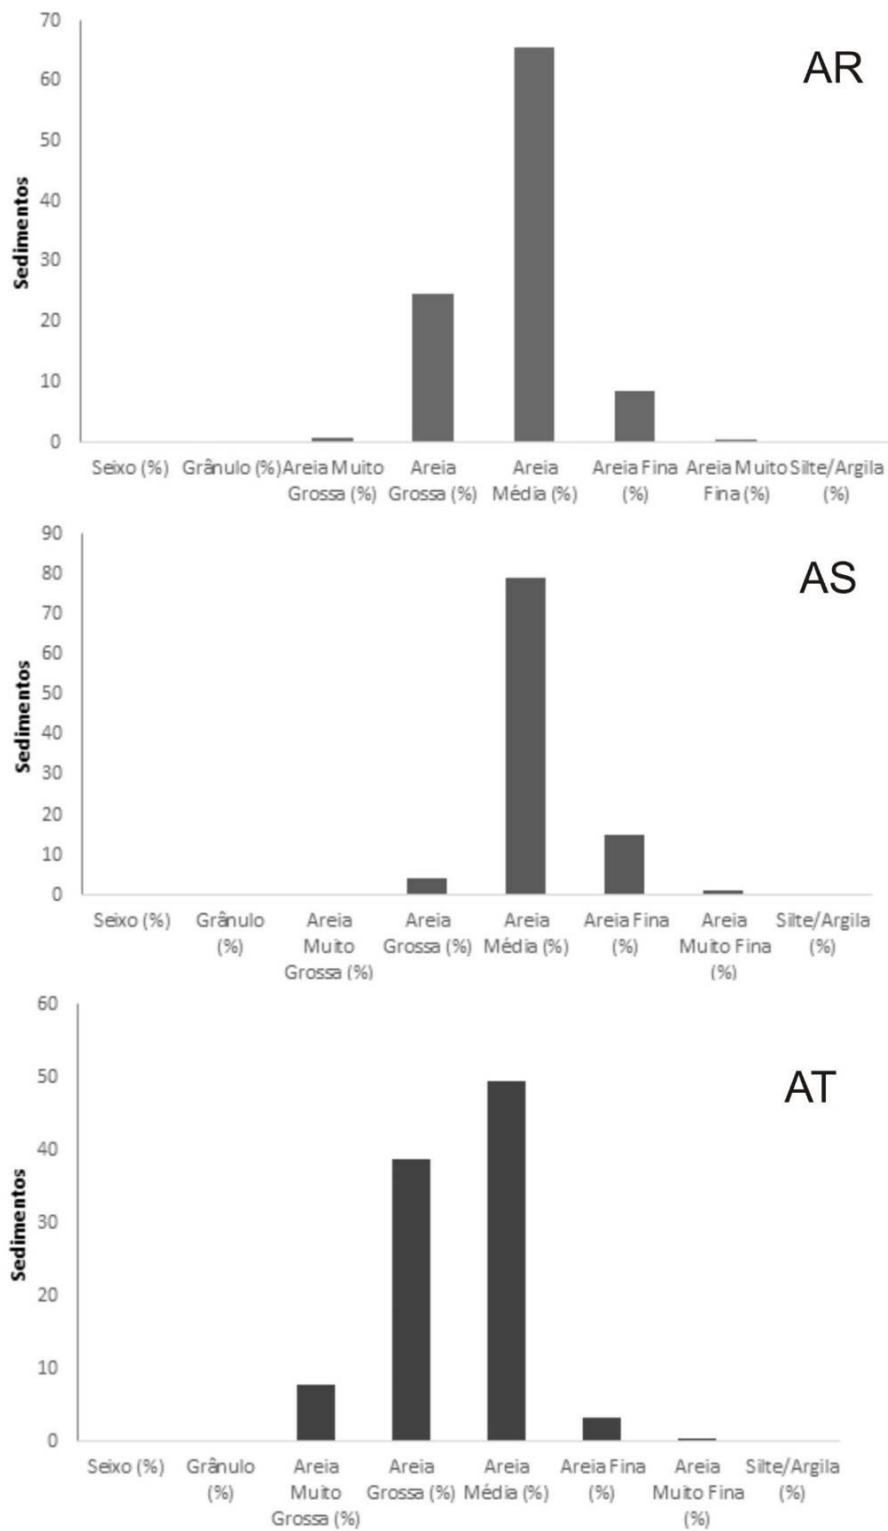 70
AR
60
50
40
30
20
10
0
Sedimentos
Seixo (%) Grânulo (%) Areia Muito Areia Areia Areia Fina Areia Muito Silte/Argila
Grossa (%) Grossa (%) Média (%) (%) Fina (%) (%)
90
AS
80
70
60
50
40
30
20
10
0
Sedimentos
Seixo (%) Grânulo Areia Areia Areia Areia Fina Areia Silte/Argila
(%) Muito Grossa (%) Média (%) (%) Muito Fina (%)
Grossa (%) (%)
60
AT
50
40
30
20
10
0
Sedimentos
Seixo (%) Grânulo Areia Areia Areia Areia Fina Areia Silte/Argila
(%) Muito Grossa (%) Média (%) (%) Muito Fina (%)
Grossa (%) (%)